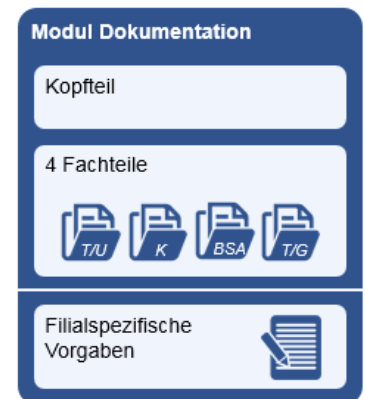 Modul Dokumentation
Kopfteil
4 Fachteile
T/U K BSA T/G
Filialspezifische
Vorgaben